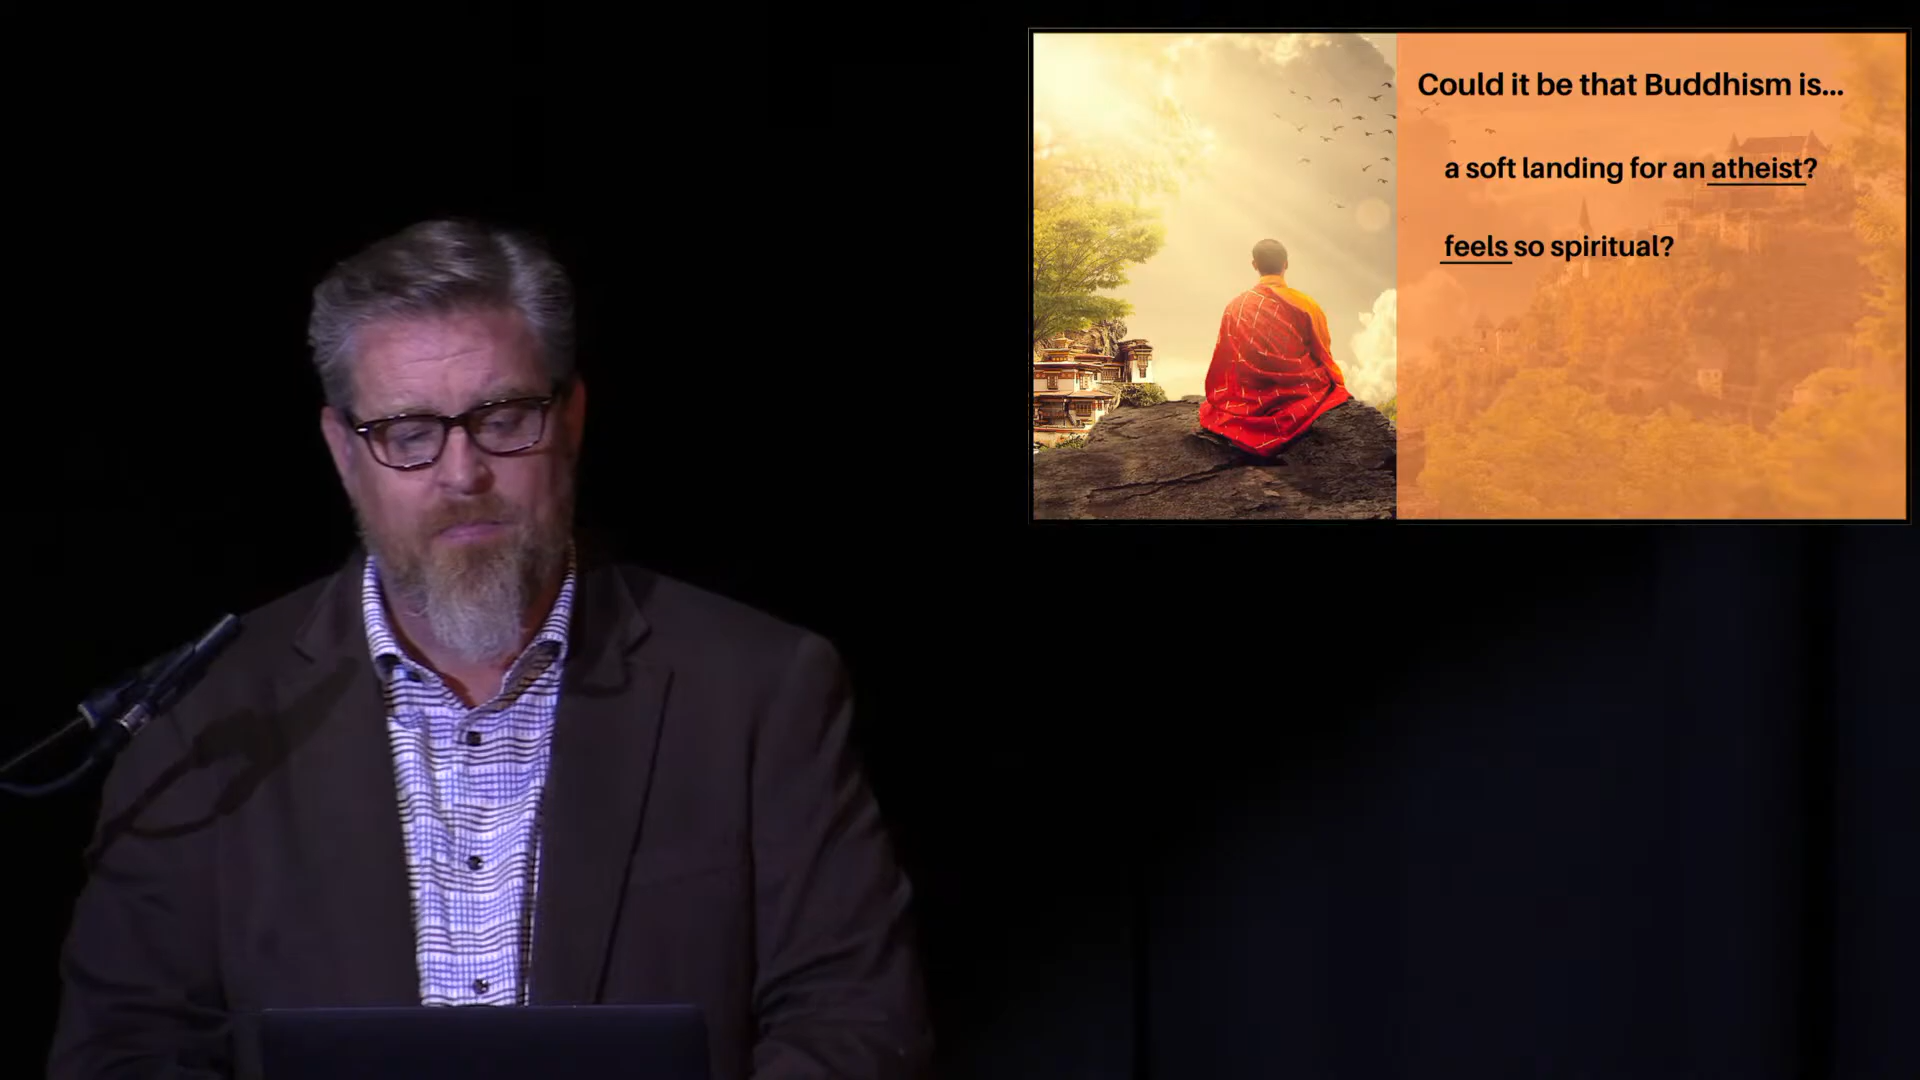 Could it be that Buddhism is...
a soft landing for an atheist?
feels so spiritual?